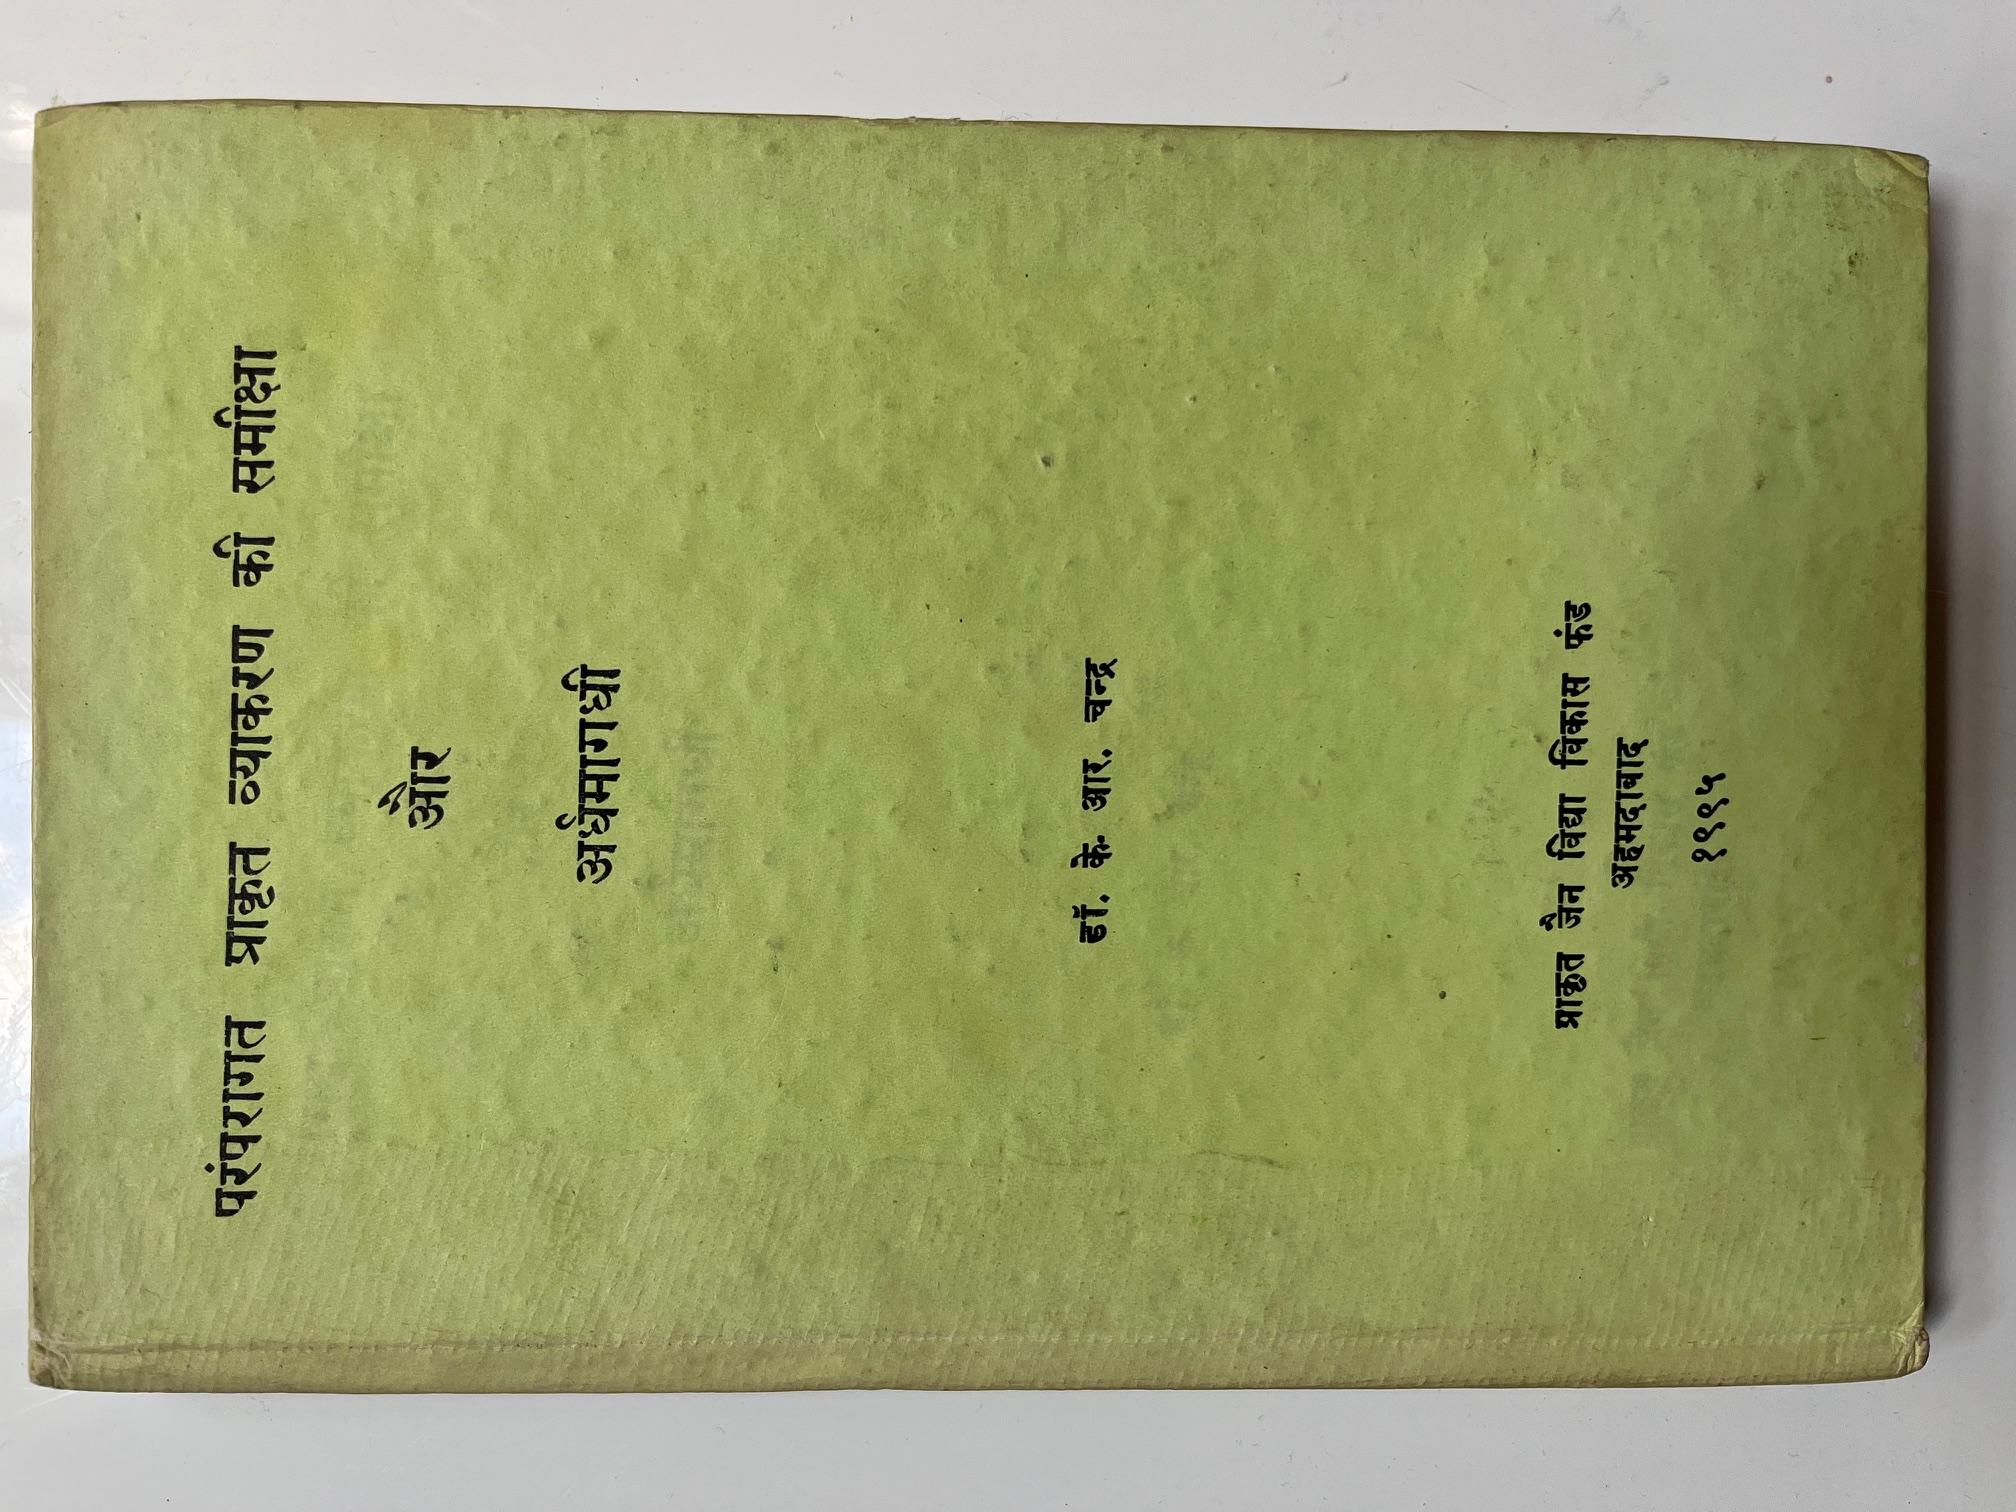 परंपरागत प्राकृत व्याकरण की समीक्षा
और
अर्धमागधी
डॉ. के. आर. चन्द्र
प्राकृत जैन विद्या विकास फंड
अहमदाबाद
१९९५